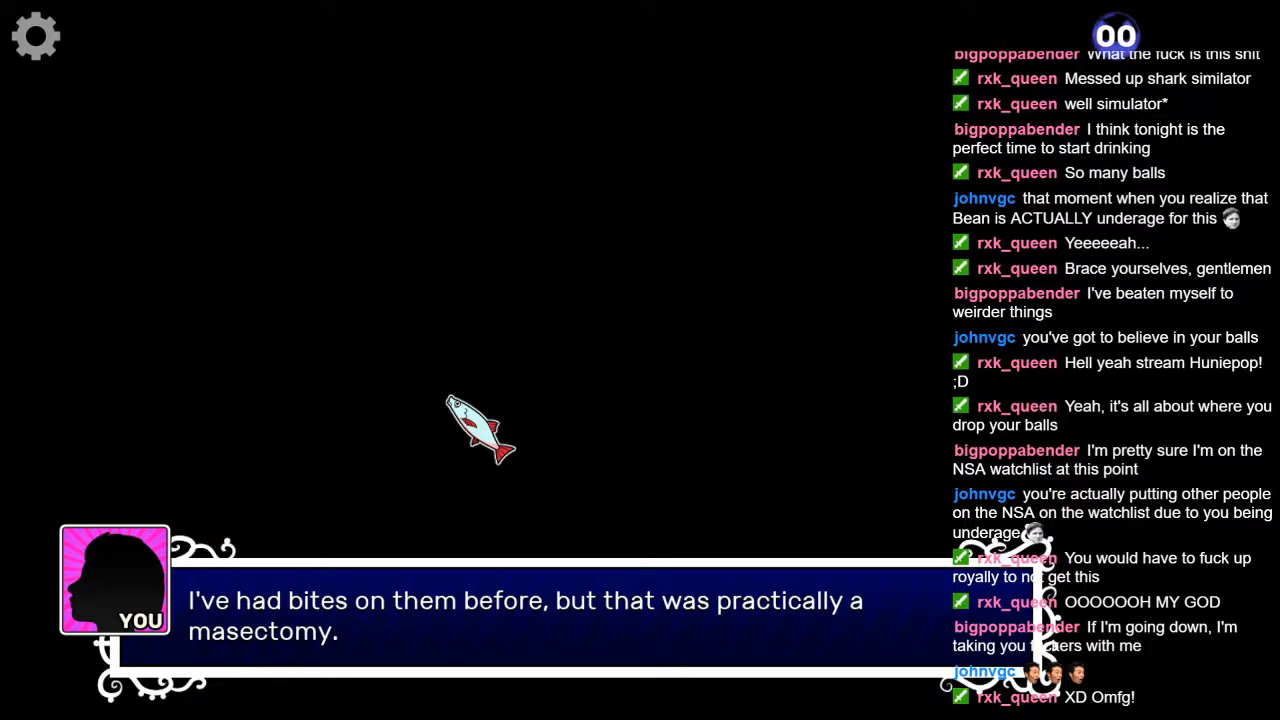 00
bigpoppabender What the fuck is this shit
rxk_queen Messed up shark similator
rxk_queen well simulator*
bigpoppabender I think tonight is the
perfect time to start drinking
rxk_queen So many balls
johnvgc that moment when you realize that
Bean is ACTUALLY underage for this
rxk_queen Yeeeeeah...
rxk_queen Brace yourselves, gentlemen
bigpoppabender I've beaten myself to
weirder things
johnvgc you've got to believe in your balls
rxk_queen Hell yeah stream Huniepop!
;D
rxk_queen Yeah, it's all about where you
drop your balls
bigpoppabender I'm pretty sure I'm on the
NSA watchlist at this point
johnvgc you're actually putting other people
on the NSA on the watchlist due to you being
underage
rxk_queen You would have to fuck up
royally to not get this
rxk_queen OOOOOOH MY GOD
bigpoppabender If I'm going down, I'm
taking you fuckers with me
johnvgc
rxk_queen XD Omfg!
YOU
I've had bites on them before, but that was practically a
masectomy.